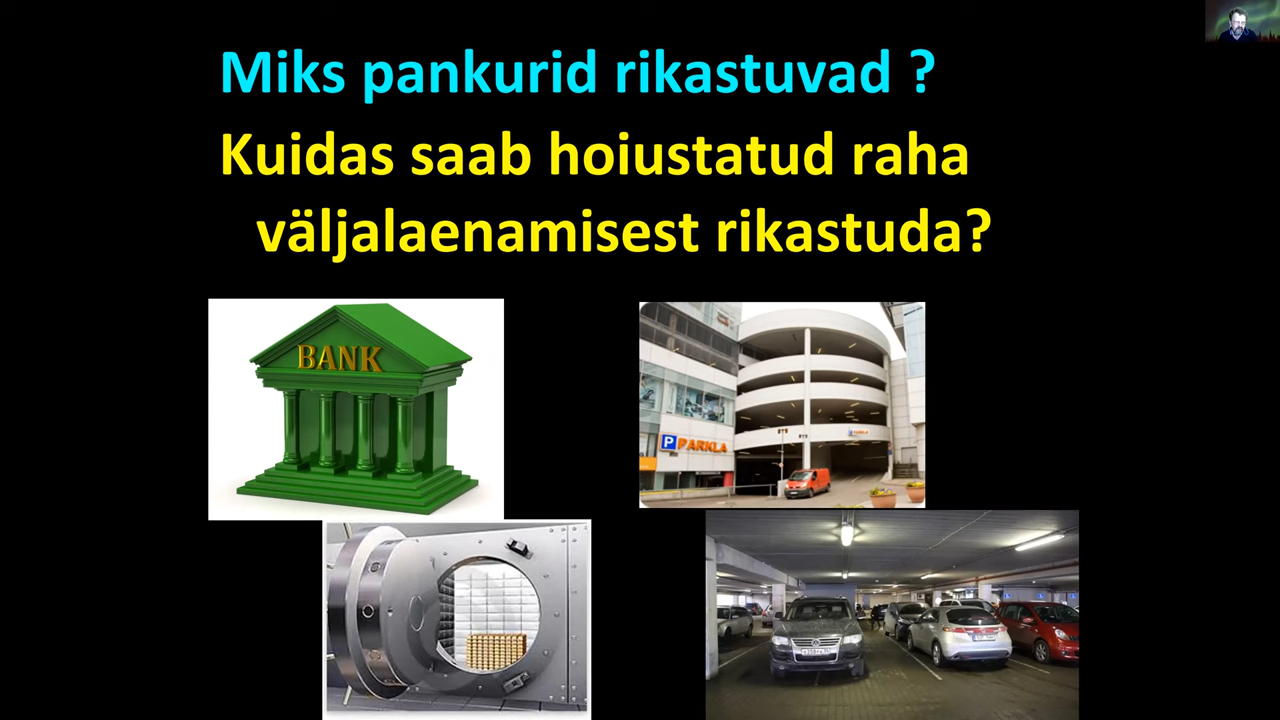 Miks pankurid rikastuvad ?
Kuidas saab hoiustatud raha
väljalaenamisest rikastuda?
BANK
P PARKLA